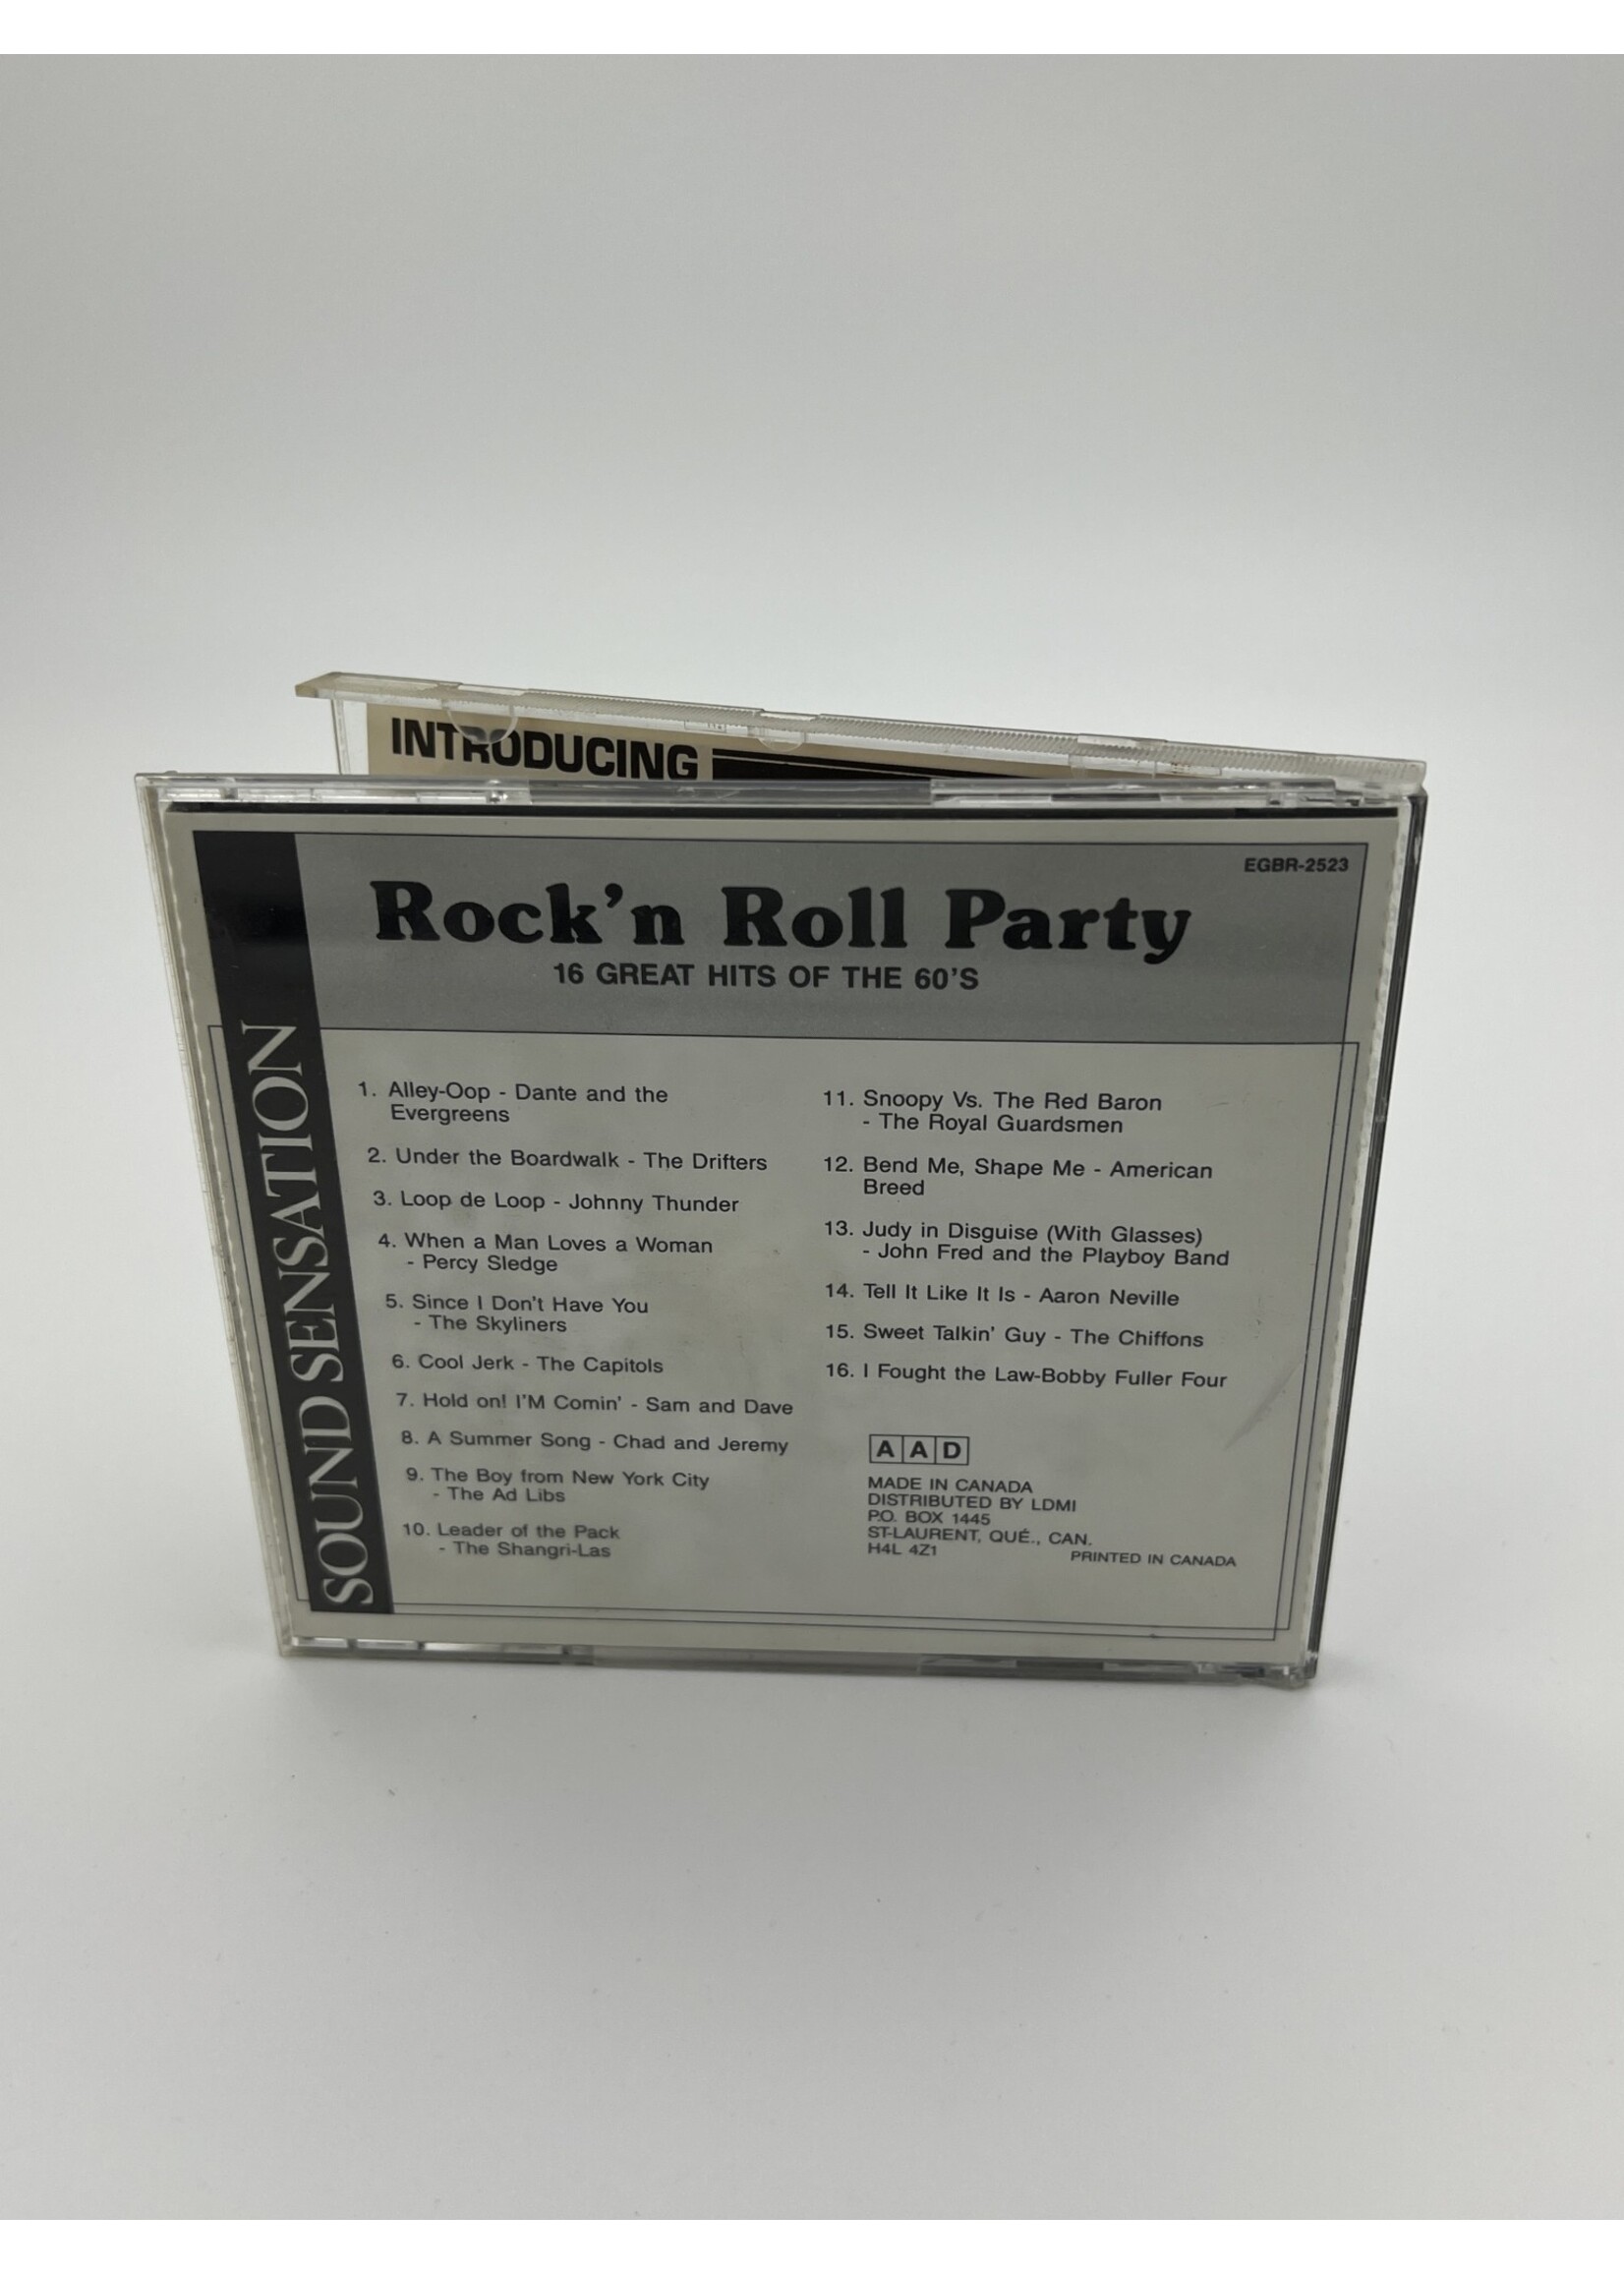 INTRODUCING
EGBR-2523
Rock'n Roll Party
16 GREAT HITS OF THE 60'S
SOUND SENSATION
1. Alley-Oop - Dante and the
Evergreens
2. Under the Boardwalk - The Drifters
3. Loop de Loop - Johnny Thunder
4. When a Man Loves a Woman
- Percy Sledge
5. Since I Don't Have You
- The Skyliners
6. Cool Jerk - The Capitols
7. Hold on! I'M Comin' - Sam and Dave
8. A Summer Song - Chad and Jeremy
9. The Boy from New York City
- The Ad Libs
10. Leader of the Pack
- The Shangri-Las
11. Snoopy Vs. The Red Baron
- The Royal Guardsmen
12. Bend Me, Shape Me - American
Breed
13. Judy in Disguise (With Glasses)
- John Fred and the Playboy Band
14. Tell It Like It Is - Aaron Neville
15. Sweet Talkin' Guy - The Chiffons
16. I Fought the Law-Bobby Fuller Four
A A D
MADE IN CANADA
DISTRIBUTED BY LDMI
P.O. BOX 1445
ST-LAURENT, QUÉ., CAN.
H4L 4Z1
PRINTED IN CANADA